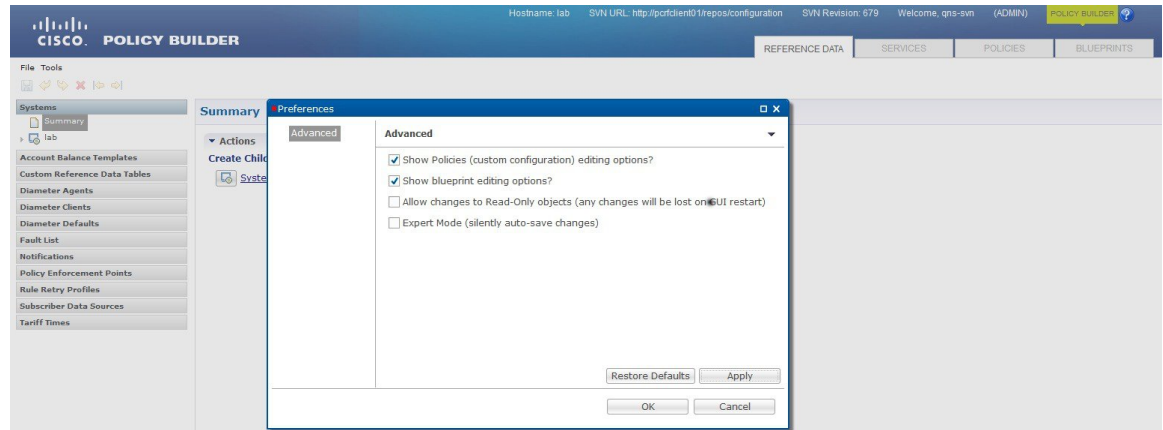 Hostname: lab SVN URL: http://pcrfclient01/repos/configuration SVN Revision: 679 Welcome, qns-svn (ADMIN) POLICY BUILDER ?
CISCO. POLICY BUILDER
REFERENCE DATA SERVICES POLICIES BLUEPRINTS
File Tools
Systems
Summary
lab
Account Balance Templates
Custom Reference Data Tables
Diameter Agents
Diameter Clients
Diameter Defaults
Fault List
Notifications
Policy Enforcement Points
Rule Retry Profiles
Subscriber Data Sources
Tariff Times
Summary
Actions
Create Child
Syste
Preferences
Advanced
Advanced
Show Policies (custom configuration) editing options?
Show blueprint editing options?
Allow changes to Read-Only objects (any changes will be lost on GUI restart)
Expert Mode (silently auto-save changes)
Restore Defaults Apply
OK Cancel